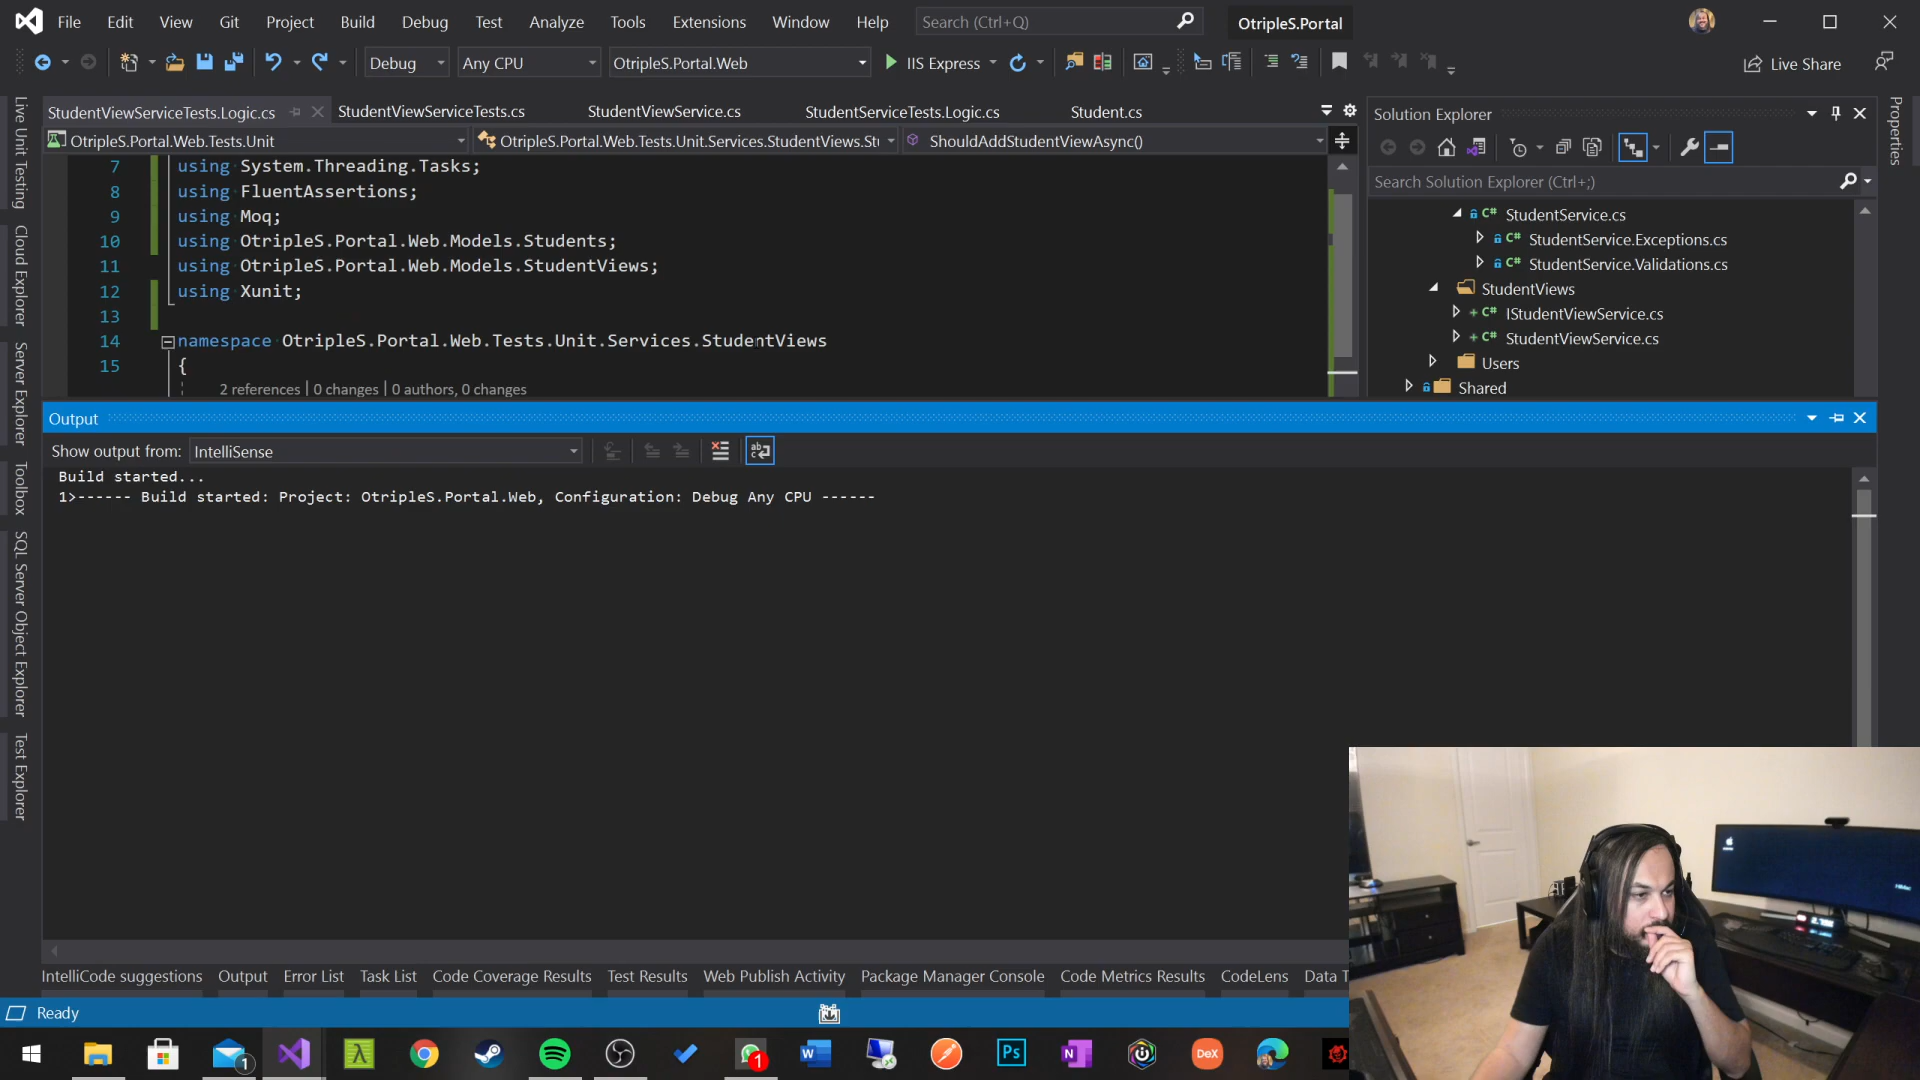 File Edit View Git Project Build Debug Test Analyze Tools Extensions Window Help Search (Ctrl+Q) OtripleS.Portal
Debug Any CPU OtripleS.Portal.Web IIS Express Live Share
StudentViewServiceTests.Logic.cs StudentViewServiceTests.cs StudentViewService.cs StudentServiceTests.Logic.cs Student.cs
OtripleS.Portal.Web.Tests.Unit OtripleS.Portal.Web.Tests.Unit.Services.StudentViews.St ShouldAddStudentViewAsync()
7 using System.Threading.Tasks;
8 using FluentAssertions;
9 using Moq;
10 using OtripleS.Portal.Web.Models.Students;
11 using OtripleS.Portal.Web.Models.StudentViews;
12 using Xunit;
13
14 namespace OtripleS.Portal.Web.Tests.Unit.Services.StudentViews
15 {
2 references | 0 changes | 0 authors, 0 changes
Solution Explorer
Search Solution Explorer (Ctrl+;)
C# StudentService.cs
C# StudentService.Exceptions.cs
C# StudentService.Validations.cs
StudentViews
C# IStudentViewService.cs
C# StudentViewService.cs
Users
Shared
Properties
Live Unit Testing
Cloud Explorer
Server Explorer
Toolbox
SQL Server Object Explorer
Test Explorer
Output
Show output from: IntelliSense
Build started...
1>------ Build started: Project: OtripleS.Portal.Web, Configuration: Debug Any CPU ------
IntelliCode suggestions Output Error List Task List Code Coverage Results Test Results Web Publish Activity Package Manager Console Code Metrics Results CodeLens Data T
Ready
1 1 Ps DeX